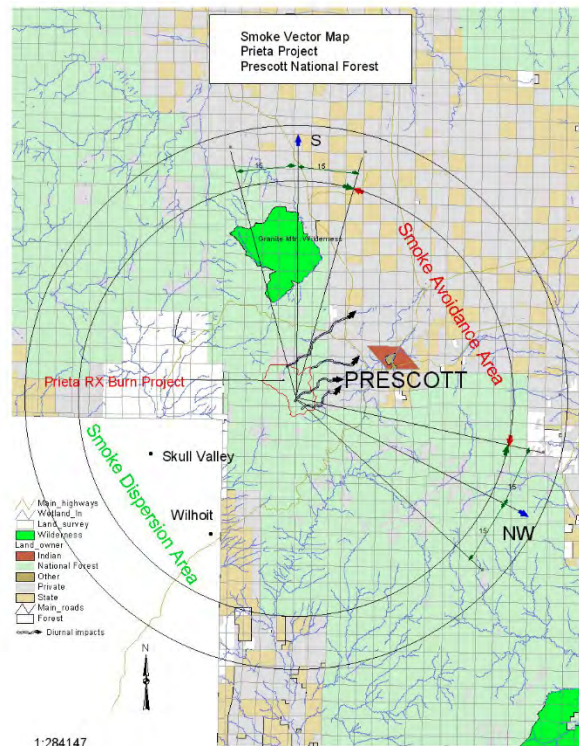 Smoke Vector Map
Prieta Project
Prescott National Forest
S
15
15
Granite Mtn. Wilderness
Smoke Avoidance Area
Prieta RX Burn Project
PRESCOTT
Smoke Dispersion Area
Skull Valley
Wilhoit
15
15
NW
Main_highways
Wetland_ln
Land_survey
Wilderness
Land_owner
Indian
National Forest
Other
Private
State
Main_roads
Forest
Diurnal impacts
N
1:284147